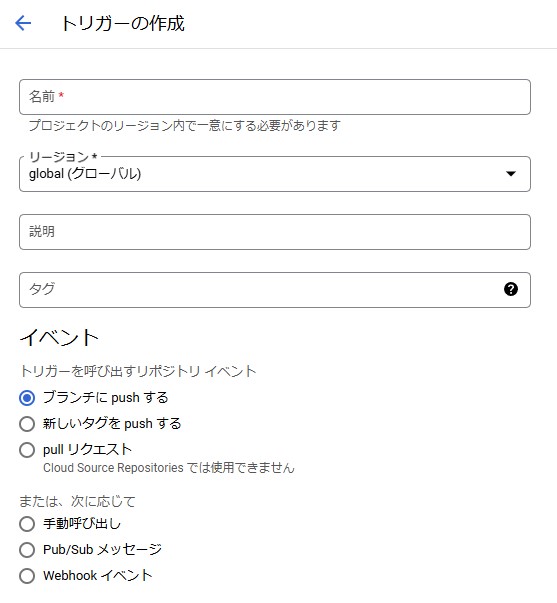 トリガーの作成
名前 *
プロジェクトのリージョン内で一意にする必要があります
リージョン *
global (グローバル)
説明
タグ
イベント
トリガーを呼び出すリポジトリ イベント
ブランチに push する
新しいタグを push する
pull リクエスト
Cloud Source Repositories では使用できません
または、次に応じて
手動呼び出し
Pub/Sub メッセージ
Webhook イベント